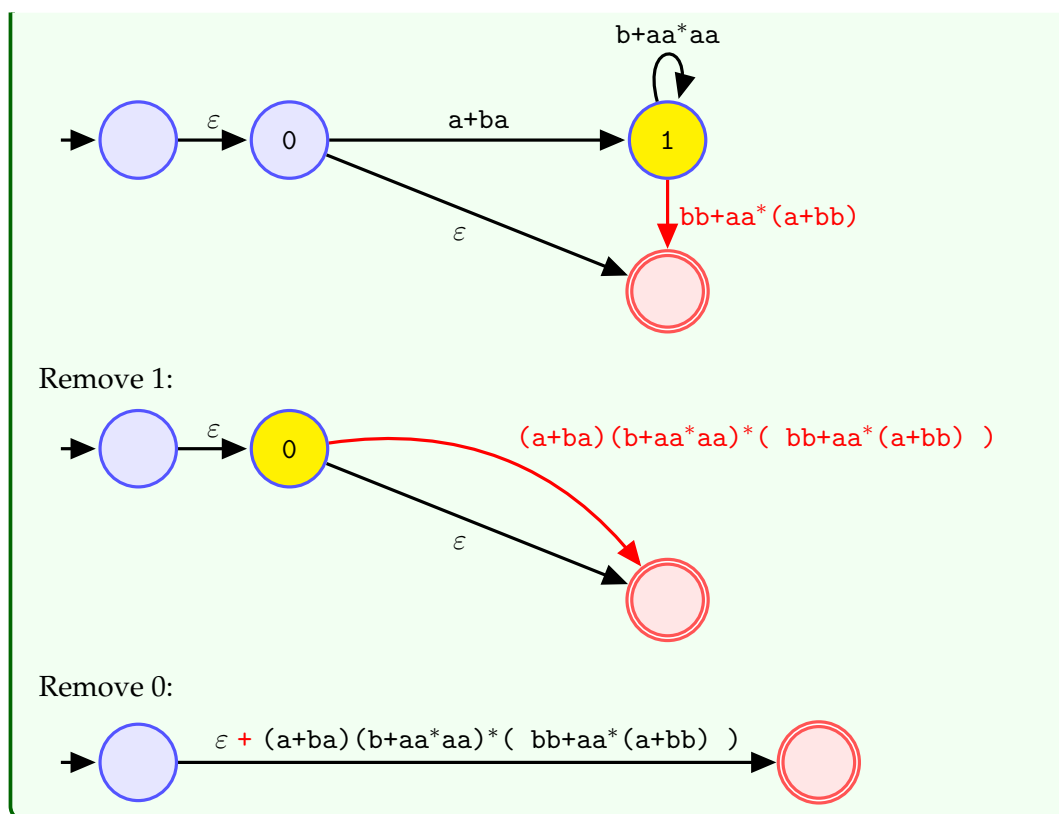 b+aa*aa
ε a+ba
0 1
bb+aa*(a+bb)
ε
Remove 1:
ε (a+ba)(b+aa*aa)*( bb+aa*(a+bb) )
0
ε
Remove 0:
ε + (a+ba)(b+aa*aa)*( bb+aa*(a+bb) )